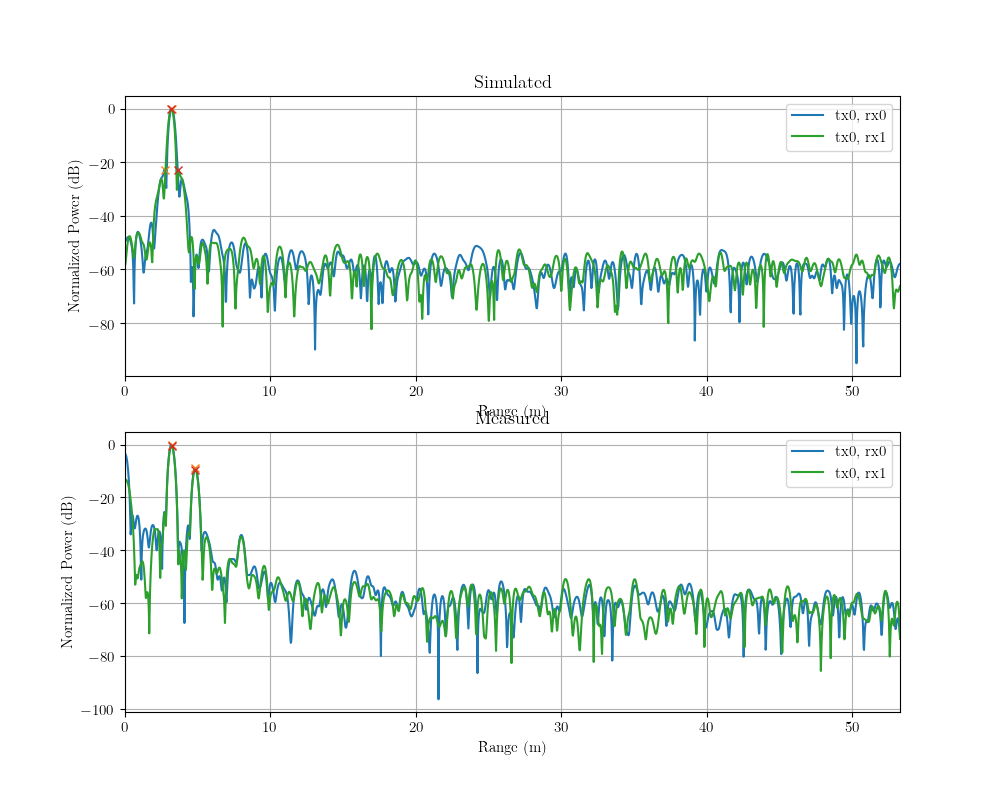 Simulated
0
−20
−40
−60
−80
Normalized Power (dB)
tx0, rx0
tx0, rx1
0 10 20 30 40 50
Range (m)
Measured
0
−20
−40
−60
−80
−100
Normalized Power (dB)
tx0, rx0
tx0, rx1
0 10 20 30 40 50
Range (m)